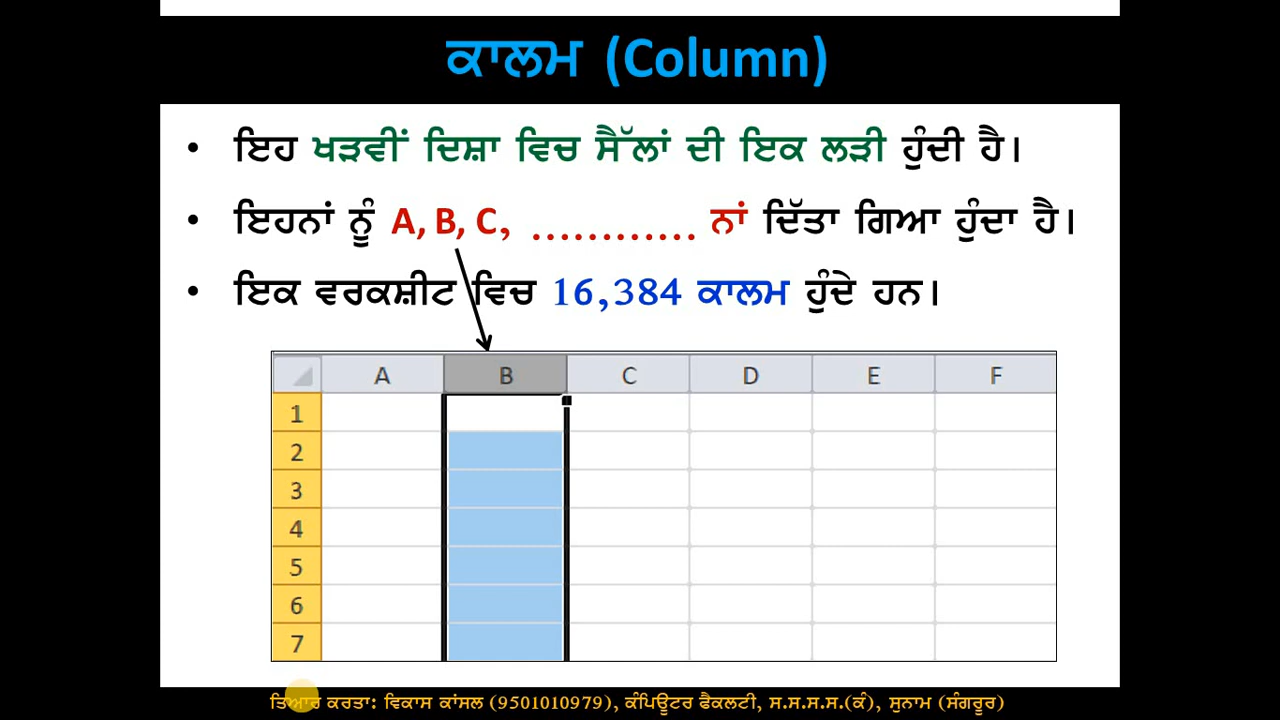 ਕਾਲਮ (Column)
• ਇਹ ਖੜਵੀਂ ਦਿਸ਼ਾ ਵਿਚ ਸੈੱਲਾਂ ਦੀ ਇਕ ਲੜੀ ਹੁੰਦੀ ਹੈ।
• ਇਹਨਾਂ ਨੂੰ A, B, C, ............ ਨਾਂ ਦਿੱਤਾ ਗਿਆ ਹੁੰਦਾ ਹੈ।
• ਇਕ ਵਰਕਸ਼ੀਟ ਵਿਚ 16,384 ਕਾਲਮ ਹੁੰਦੇ ਹਨ।
A B C D E F
1
2
3
4
5
6
7
ਤਿਆਰ ਕਰਤਾ: ਵਿਕਾਸ ਕਾਂਸਲ (9501010979), ਕੰਪਿਊਟਰ ਫੈਕਲਟੀ, ਸ.ਸ.ਸ.ਸ.(ਕੰ), ਸੁਨਾਮ (ਸੰਗਰੂਰ)